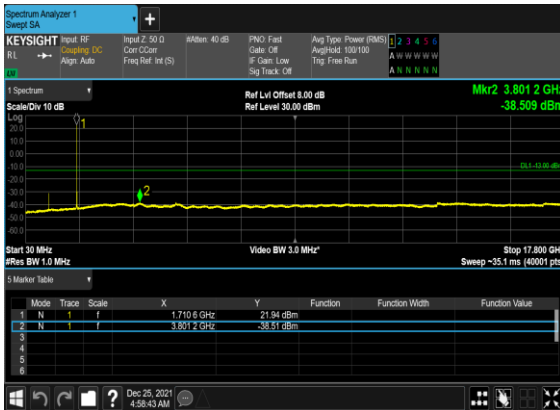 Spectrum Analyzer 1
Swept SA
+
KEYSIGHT Input: RF Input Z: 50 Ω #Atten: 40 dB PNO: Fast Avg Type: Power (RMS) 1 2 3 4 5 6
RL Coupling: DC Corr CCorr Gate: Off Avg|Hold: 100/100 A W W W W W
Align: Auto Freq Ref: Int (S) IF Gain: Low Trig: Free Run
Sig Track: Off A N N N N N
1 Spectrum Ref Lvl Offset 8.00 dB Mkr2 3.801 2 GHz
Scale/Div 10 dB Ref Level 30.00 dBm -38.509 dBm
Log
1
20.0
10.0
0.00
-10.0
DL1 -13.00 dBm
-20.0
-30.0
2
-40.0
-50.0
-60.0
Start 30 MHz Video BW 3.0 MHz* Stop 17.800 GHz
#Res BW 1.0 MHz Sweep ~35.1 ms (40001 pts)
5 Marker Table
Mode Trace Scale X Y Function Function Width Function Value
1 N 1 f 1.710 6 GHz 21.94 dBm
2 N 1 f 3.801 2 GHz -38.51 dBm
3
4
5
6
? Dec 25, 2021
4:58:43 AM